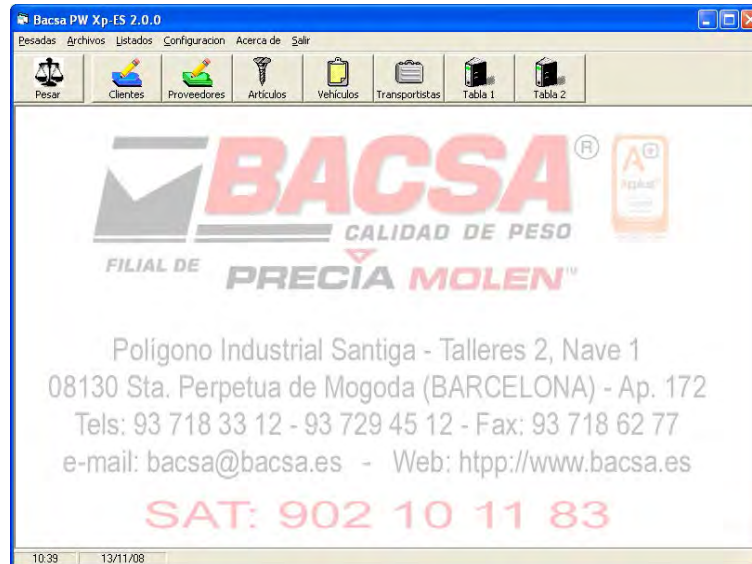 Bacsa PW Xp-ES 2.0.0
Pesadas Archivos Listados Configuracion Acerca de Salir
Pesar Clientes Proveedores Artículos Vehículos Transportistas Tabla 1 Tabla 2
BACSA ® A+
CALIDAD DE PESO
FILIAL DE PRECIA MOLEN™
Polígono Industrial Santiga - Talleres 2, Nave 1
08130 Sta. Perpetua de Mogoda (BARCELONA) - Ap. 172
Tels: 93 718 33 12 - 93 729 45 12 - Fax: 93 718 62 77
e-mail: bacsa@bacsa.es - Web: htpp://www.bacsa.es
SAT: 902 10 11 83
10:39 13/11/08